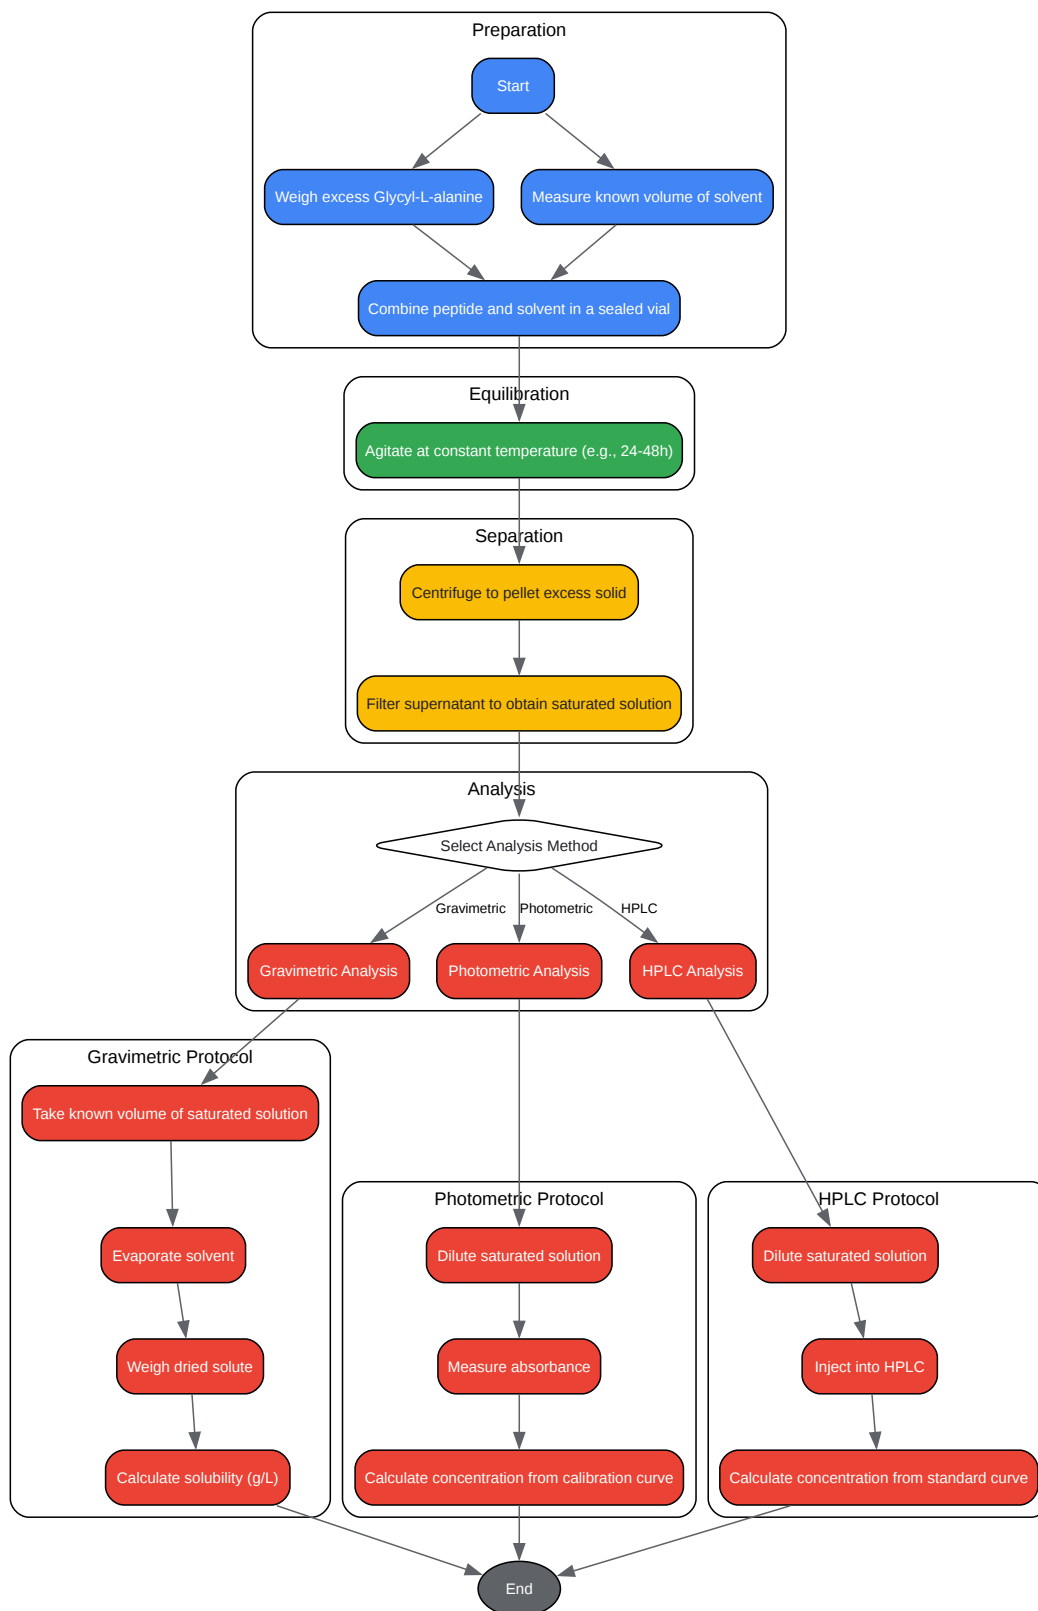 Preparation
Start
Weigh excess Glycyl-L-alanine
Measure known volume of solvent
Combine peptide and solvent in a sealed vial
Equilibration
Agitate at constant temperature (e.g., 24-48h)
Separation
Centrifuge to pellet excess solid
Filter supernatant to obtain saturated solution
Analysis
Select Analysis Method
Gravimetric
Photometric
HPLC
Gravimetric Analysis
Photometric Analysis
HPLC Analysis
Gravimetric Protocol
Take known volume of saturated solution
Evaporate solvent
Weigh dried solute
Calculate solubility (g/L)
Photometric Protocol
Dilute saturated solution
Measure absorbance
Calculate concentration from calibration curve
HPLC Protocol
Dilute saturated solution
Inject into HPLC
Calculate concentration from standard curve
End